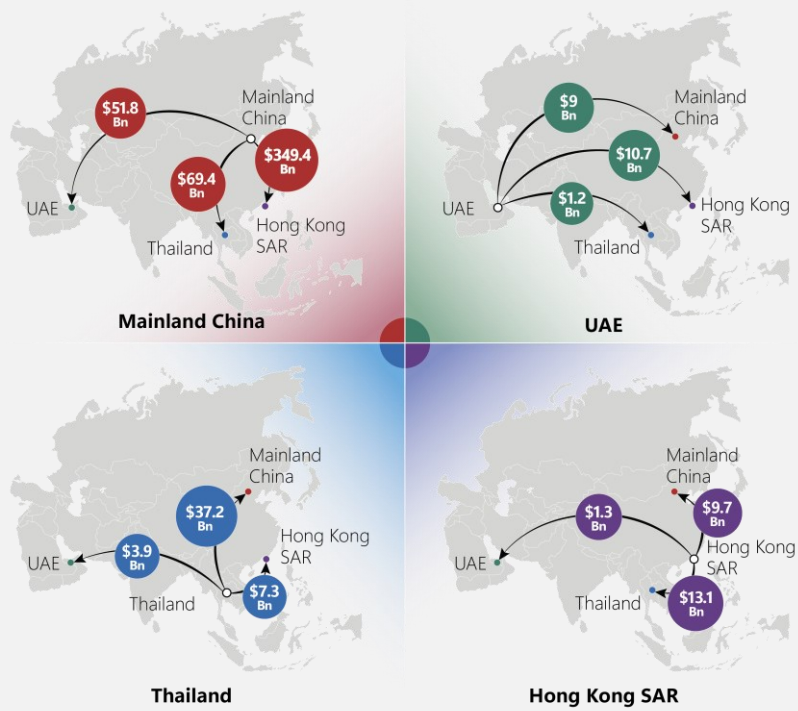 $51.8
Bn
Mainland
China
$349.4
Bn
$69.4
Bn
UAE
Hong Kong
SAR
Thailand
Mainland China
$9
Bn
Mainland
China
$10.7
Bn
$1.2
Bn
UAE
Hong Kong
SAR
Thailand
UAE
Mainland
China
$37.2
Bn
Hong Kong
SAR
$3.9
Bn
UAE
Thailand
$7.3
Bn
Thailand
Mainland
China
$1.3
Bn
$9.7
Bn
Hong Kong
SAR
UAE
Thailand
$13.1
Bn
Hong Kong SAR